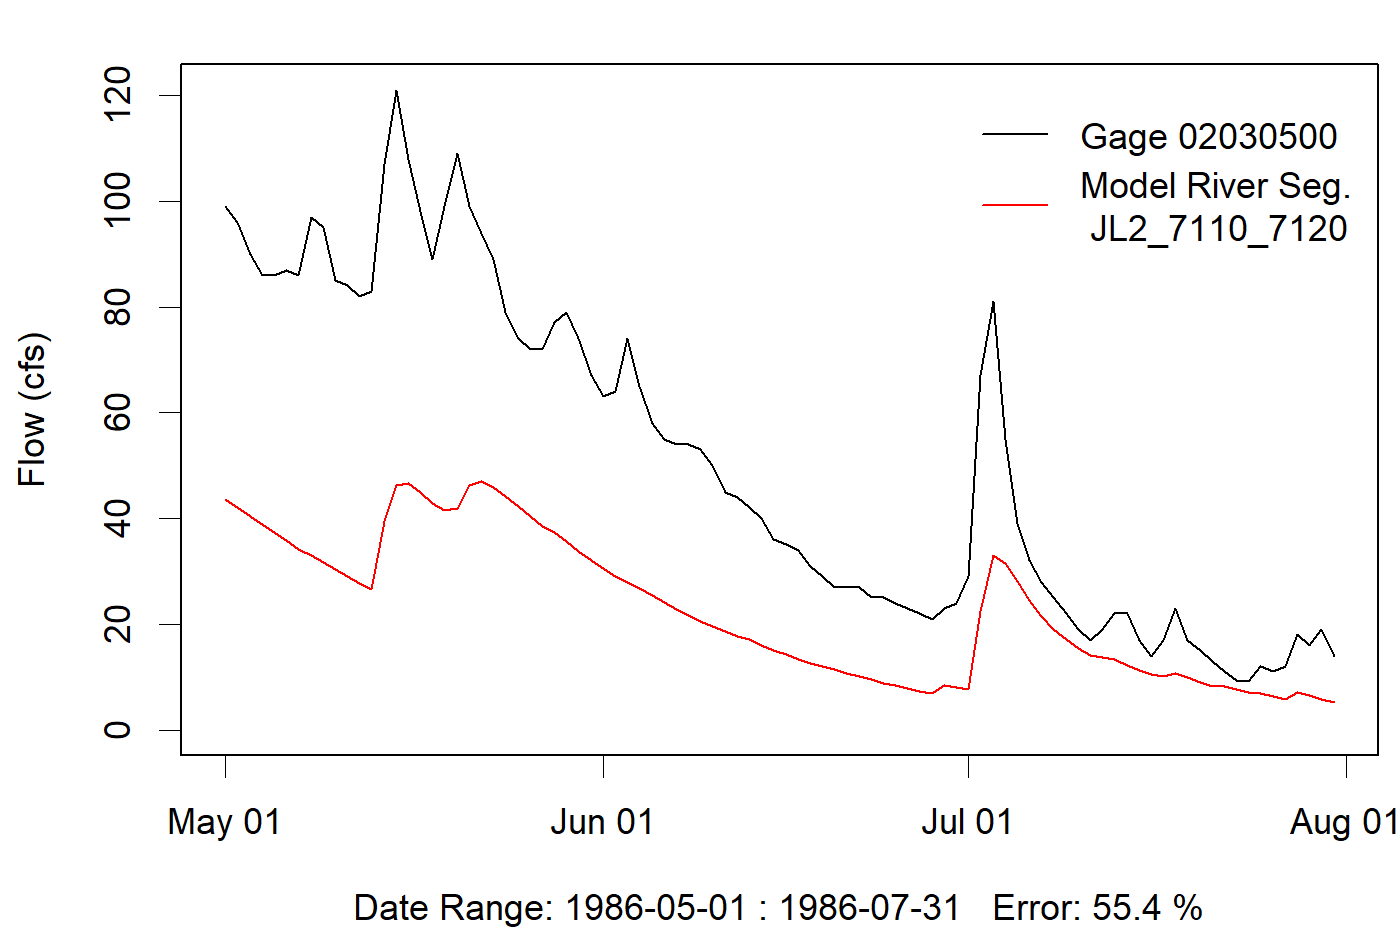 120
100
80
60
40
20
0
Flow (cfs)
Gage 02030500
Model River Seg.
JL2_7110_7120
May 01
Jun 01
Jul 01
Aug 01
Date Range: 1986-05-01 : 1986-07-31 Error: 55.4 %